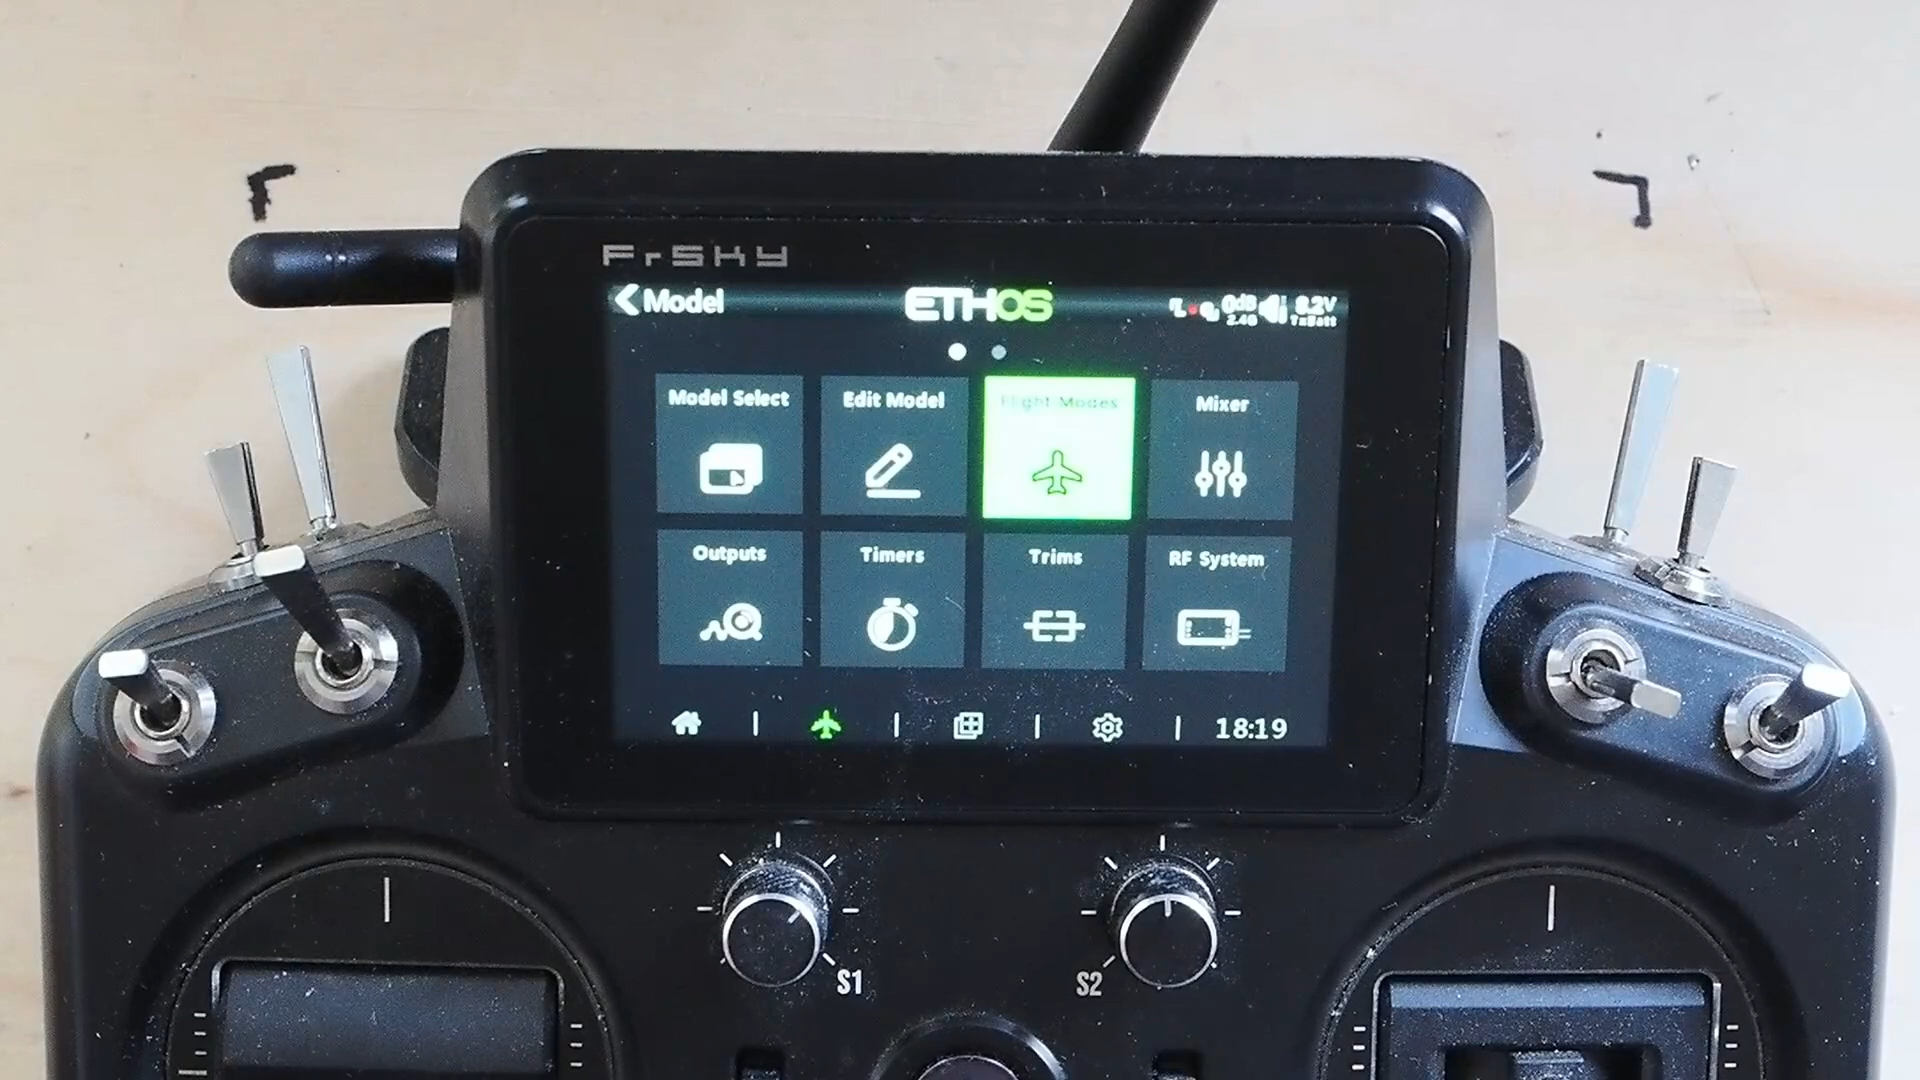 FrSKY
Model
ETHOS
0dB
2.4G
8.2V
TxBatt
Model Select
Edit Model
Flight Modes
Mixer
Outputs
Timers
Trims
RF System
18:19
S1
S2